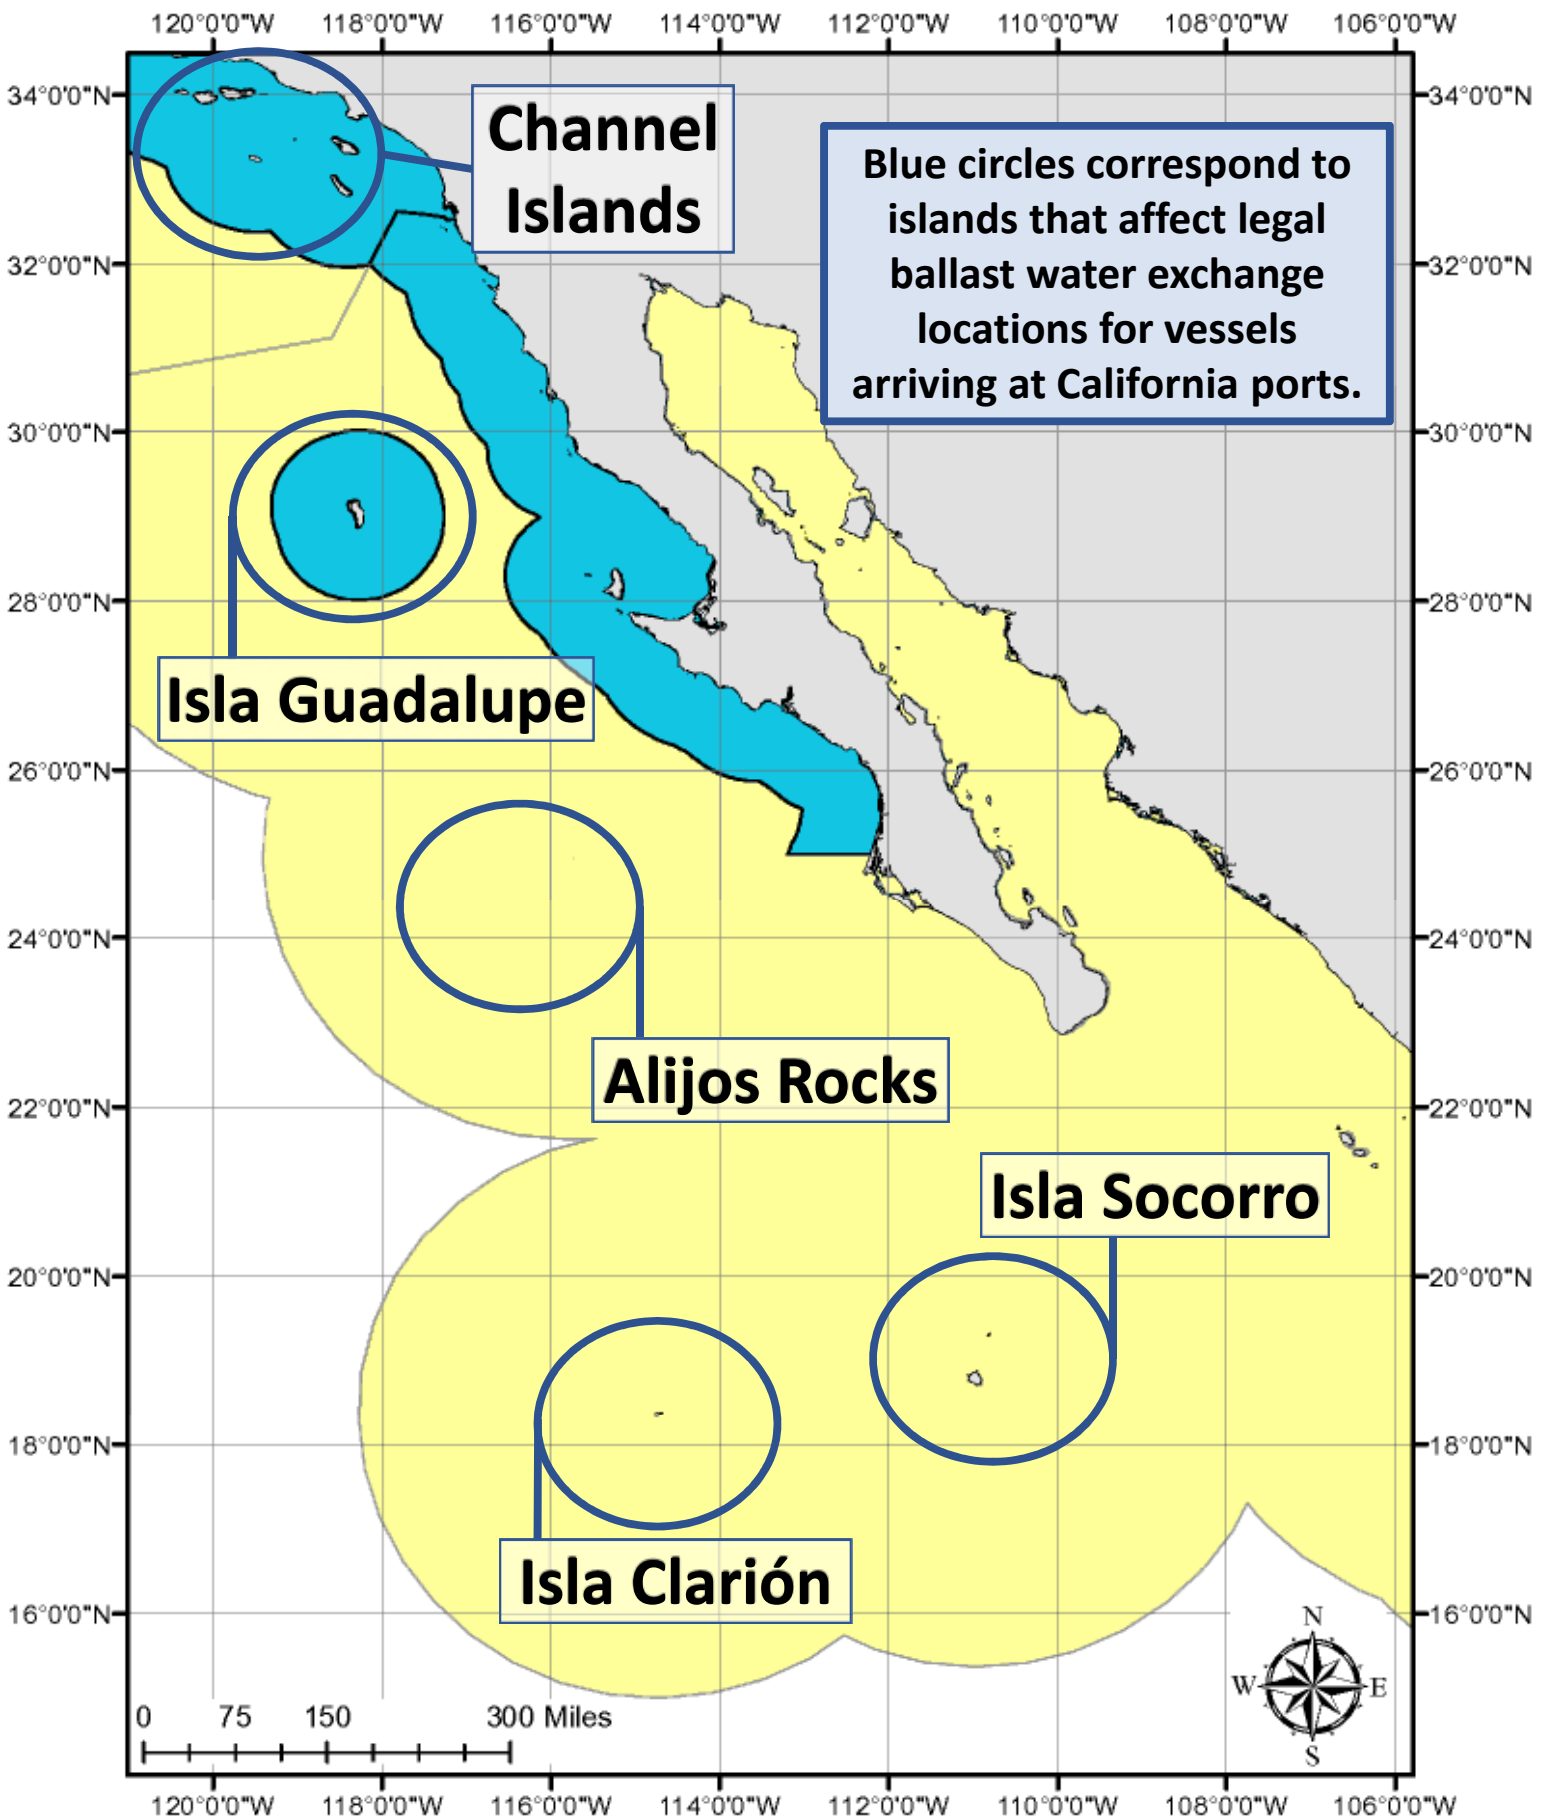 120°0'0"W 118°0'0"W 116°0'0"W 114°0'0"W 112°0'0"W 110°0'0"W 108°0'0"W 106°0'0"W
34°0'0"N 34°0'0"N
Channel
Islands
Blue circles correspond to
islands that affect legal
ballast water exchange
locations for vessels
arriving at California ports.
32°0'0"N 32°0'0"N
30°0'0"N 30°0'0"N
28°0'0"N 28°0'0"N
Isla Guadalupe
26°0'0"N 26°0'0"N
24°0'0"N 24°0'0"N
Alijos Rocks
22°0'0"N 22°0'0"N
Isla Socorro
20°0'0"N 20°0'0"N
18°0'0"N 18°0'0"N
Isla Clarión
16°0'0"N 16°0'0"N
N
W E
S
0 75 150 300 Miles
120°0'0"W 118°0'0"W 116°0'0"W 114°0'0"W 112°0'0"W 110°0'0"W 108°0'0"W 106°0'0"W